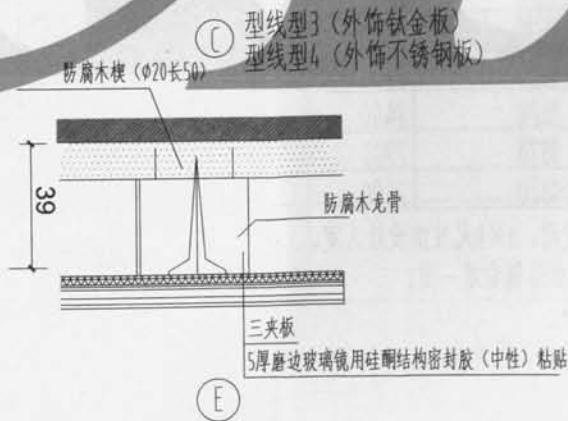 C
型线型3（外饰钛金板）
型线型4（外饰不锈钢板）
防腐木楔（Φ20长50）
39
防腐木龙骨
三夹板
5厚磨边玻璃镜用硅酮结构密封胶（中性）粘贴
E